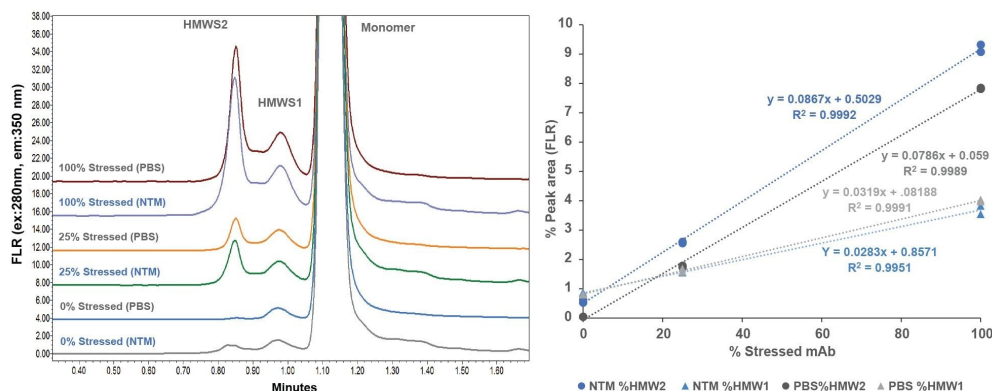 38.00
36.00
34.00
32.00
30.00
28.00
26.00
24.00
22.00
20.00
18.00
16.00
14.00
12.00
10.00
8.00
6.00
4.00
2.00
0.00
FLR (ex:280nm, em:350 nm)
HMWS2
HMWS1
Monomer
100% Stressed (PBS)
100% Stressed (NTM)
25% Stressed (PBS)
25% Stressed (NTM)
0% Stressed (PBS)
0% Stressed (NTM)
0.40 0.50 0.60 0.70 0.80 0.90 1.00 1.10 1.20 1.30 1.40 1.50 1.60
Minutes
10
9
8
7
6
5
4
3
2
1
0
% Peak area (FLR)
y = 0.0867x + 0.5029
R² = 0.9992
y = 0.0786x + 0.059
R² = 0.9989
y = 0.0319x + .08188
R² = 0.9991
Y = 0.0283x + 0.8571
R² = 0.9951
0 20 40 60 80 100
% Stressed mAb
NTM %HMW2 NTM %HMW1 PBS%HMW2 PBS %HMW1